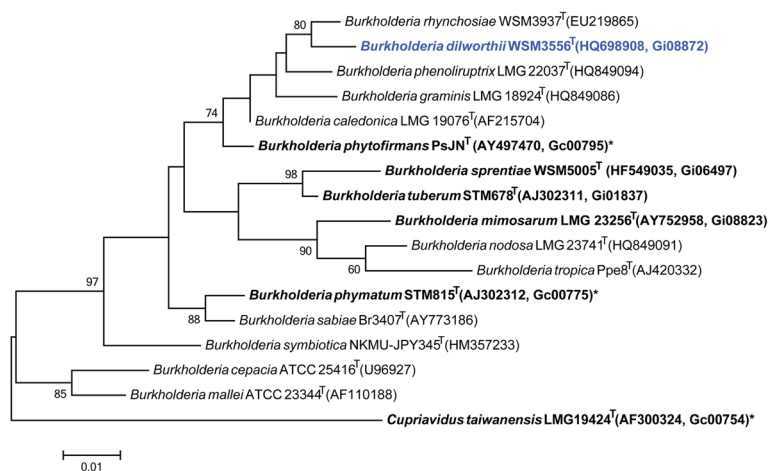 80
Burkholderia rhynchosiae WSM3937T(EU219865)
Burkholderia dilworthii WSM3556T(HQ698908, Gi08872)
Burkholderia phenoliruptrix LMG 22037T(HQ849094)
Burkholderia graminis LMG 18924T(HQ849086)
74
Burkholderia caledonica LMG 19076T(AF215704)
Burkholderia phytofirmans PsJNT (AY497470, Gc00795)*
98
Burkholderia sprentiae WSM5005T (HF549035, Gi06497)
Burkholderia tuberum STM678T(AJ302311, Gi01837)
Burkholderia mimosarum LMG 23256T(AY752958, Gi08823)
90
Burkholderia nodosa LMG 23741T(HQ849091)
60
Burkholderia tropica Ppe8T(AJ420332)
97
Burkholderia phymatum STM815T(AJ302312, Gc00775)*
88
Burkholderia sabiae Br3407T(AY773186)
Burkholderia symbiotica NKMU-JPY345T(HM357233)
Burkholderia cepacia ATCC 25416T(U96927)
85
Burkholderia mallei ATCC 23344T(AF110188)
Cupriavidus taiwanensis LMG19424T(AF300324, Gc00754)*
0.01